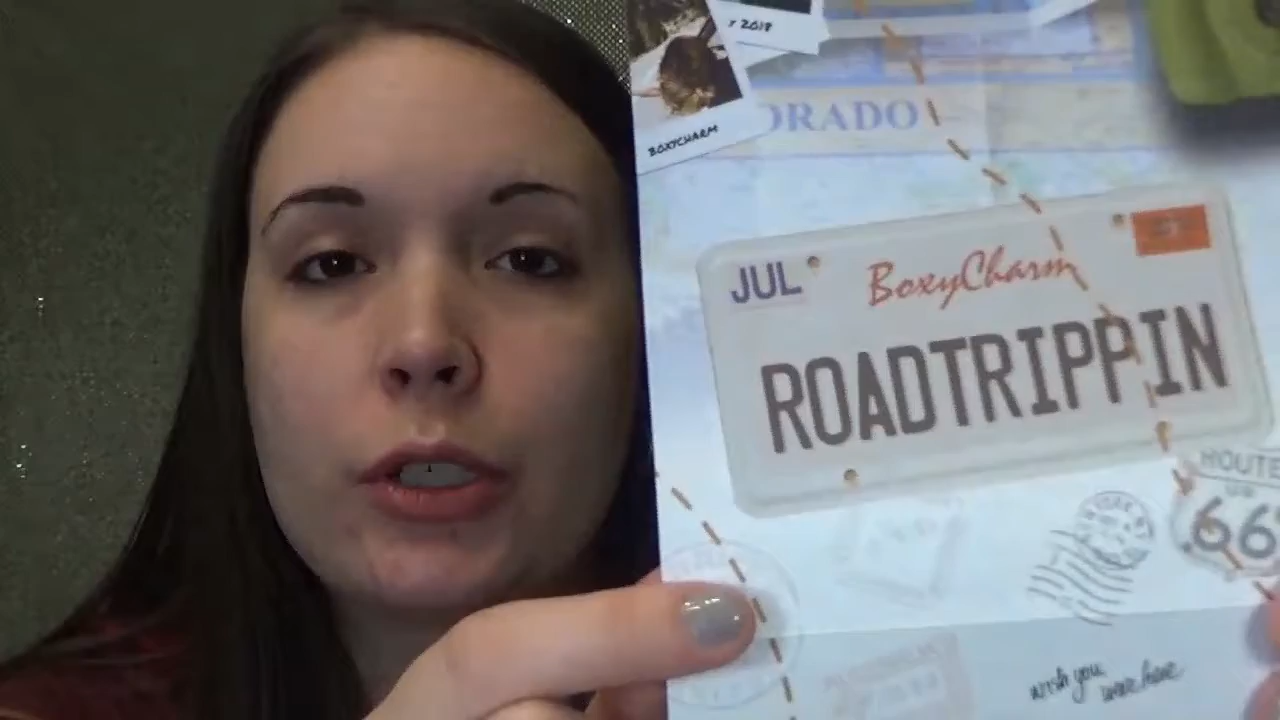 r 2018
BOXYCHARM
ORADO
JUL
BoxyCharm
ROADTRIPPIN
ROUTE
66
wish you
were here